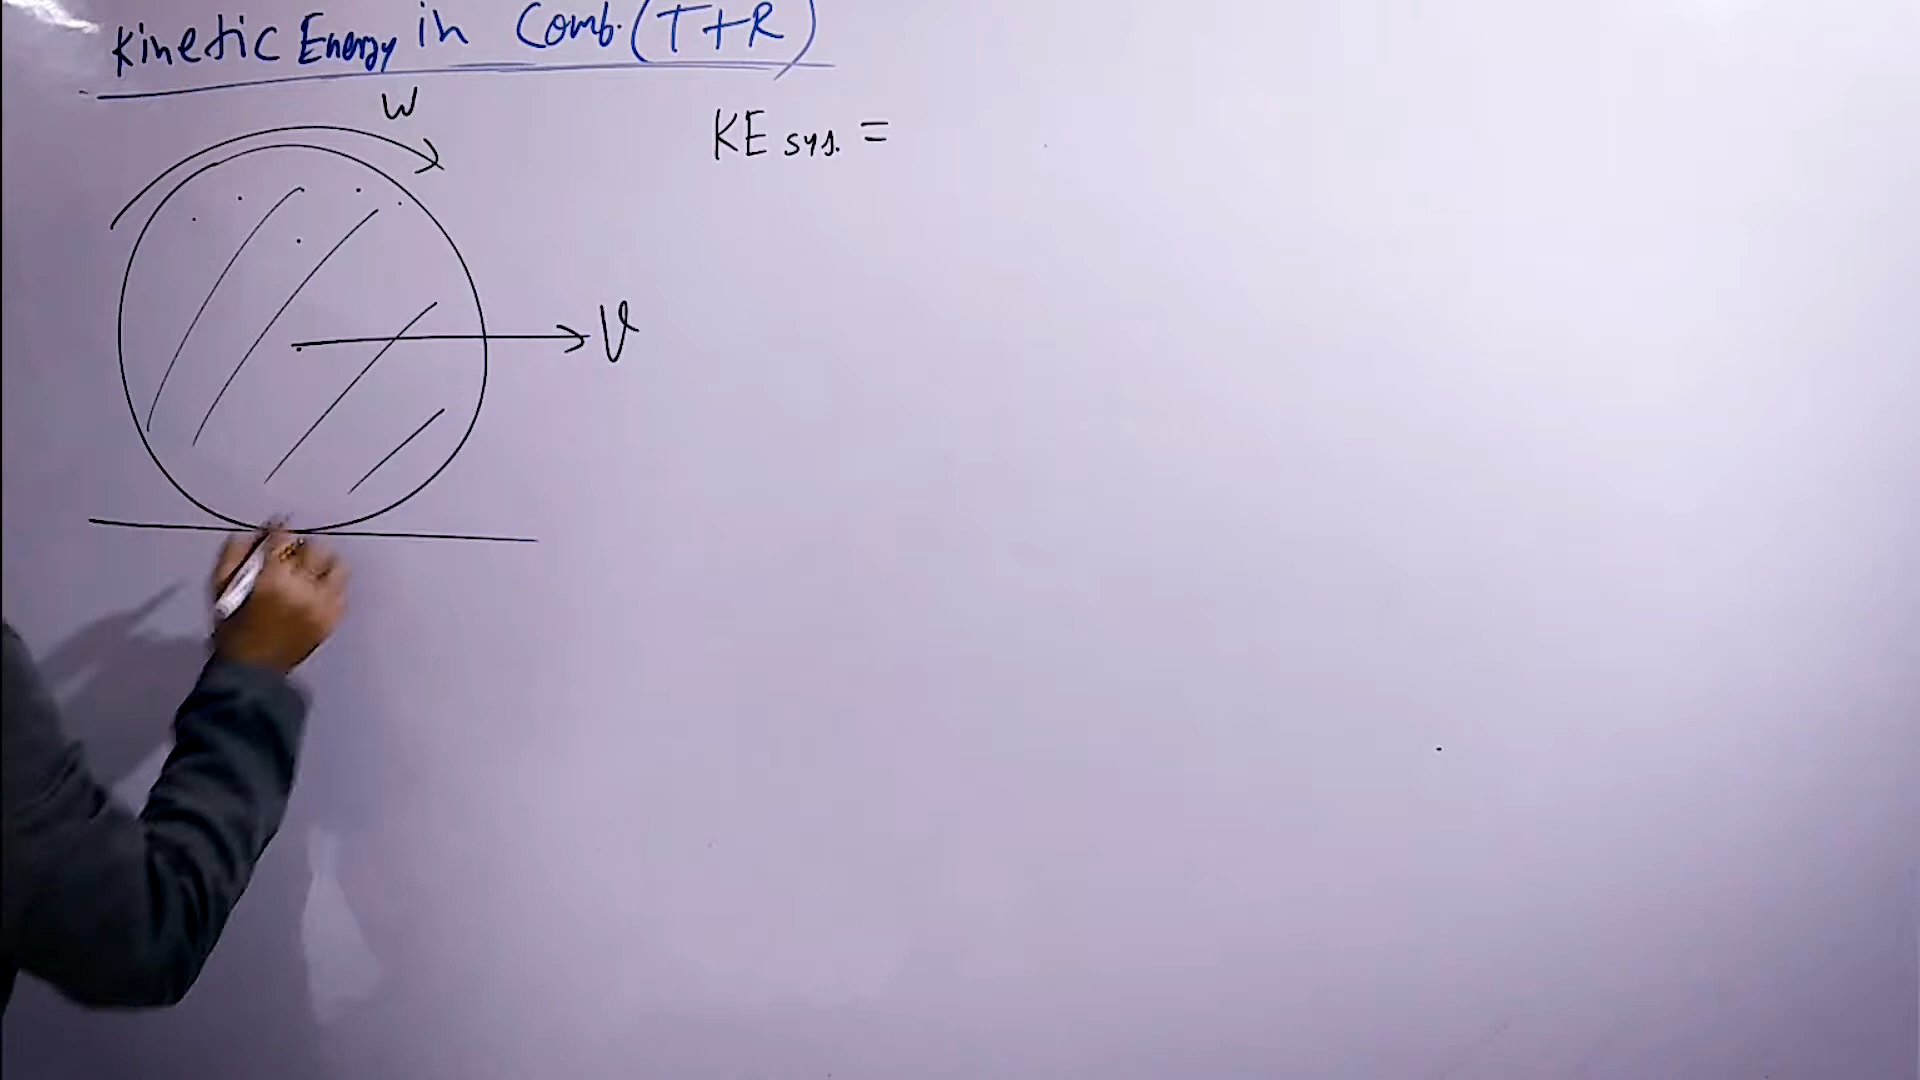 Kinetic Energy in Comb. (T+R)
W
KE sys. =
V